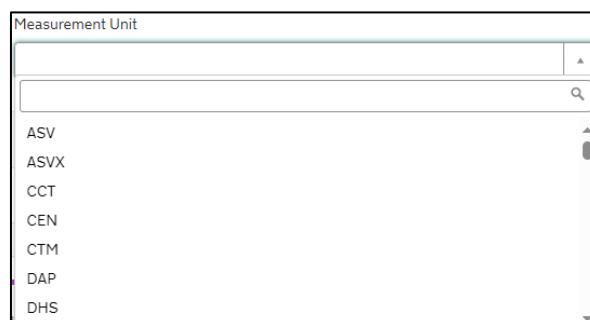 Measurement Unit
ASV
ASVX
CCT
CEN
CTM
DAP
DHS